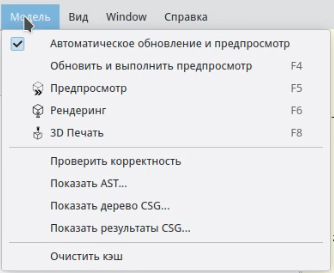 Модель Вид Window Справка
Автоматическое обновление и предпросмотр
Обновить и выполнить предпросмотр F4
Предпросмотр F5
Рендеринг F6
3D Печать F8
Проверить корректность
Показать AST...
Показать дерево CSG...
Показать результаты CSG...
Очистить кэш